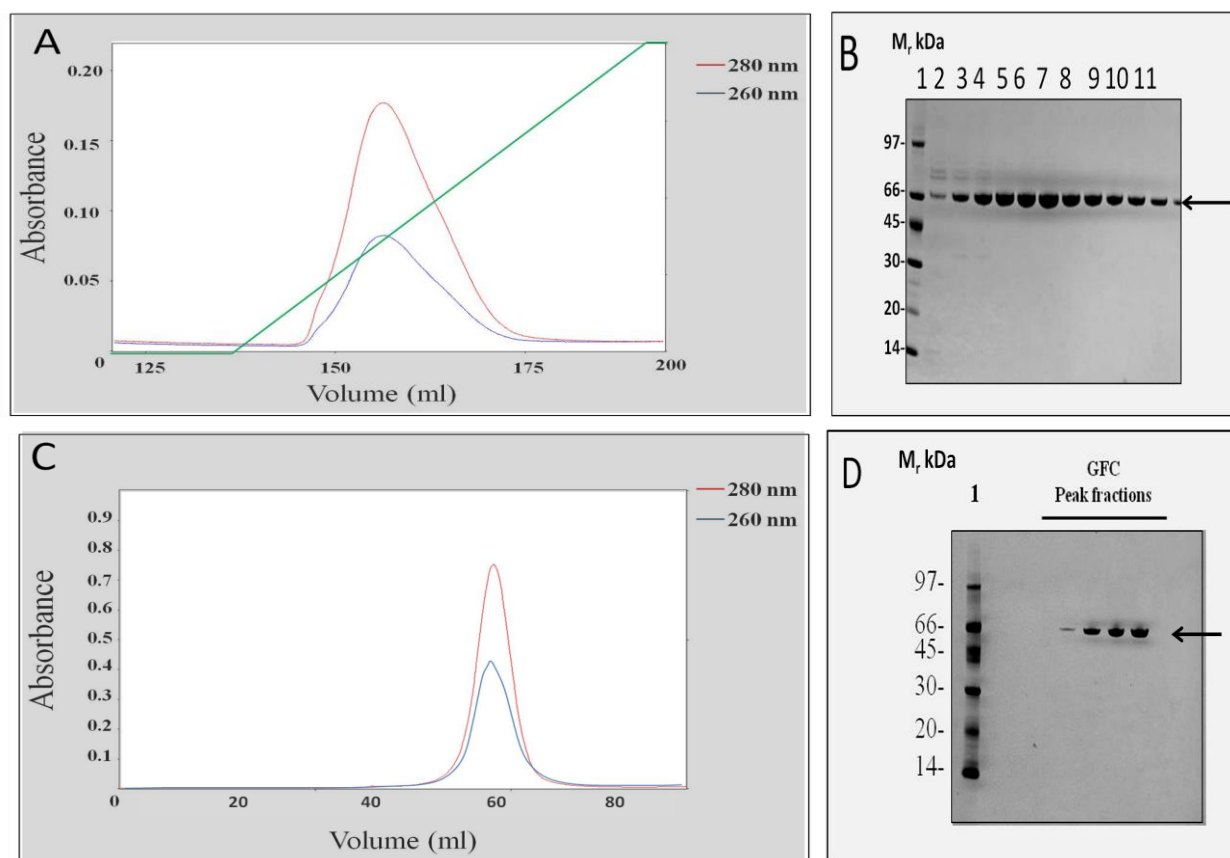 A
0.20
0.15
0.10
0.05
0
125
150
175
200
Absorbance
Volume (ml)
280 nm
260 nm
B
Mr kDa
1 2 3 4 5 6 7 8 9 10 11
97-
66-
45-
30-
20-
14-
C
0.9
0.8
0.7
0.6
0.5
0.4
0.3
0.2
0.1
0
20
40
60
80
Absorbance
Volume (ml)
280 nm
260 nm
D
Mr kDa
1
GFC
Peak fractions
97-
66-
45-
30-
20-
14-